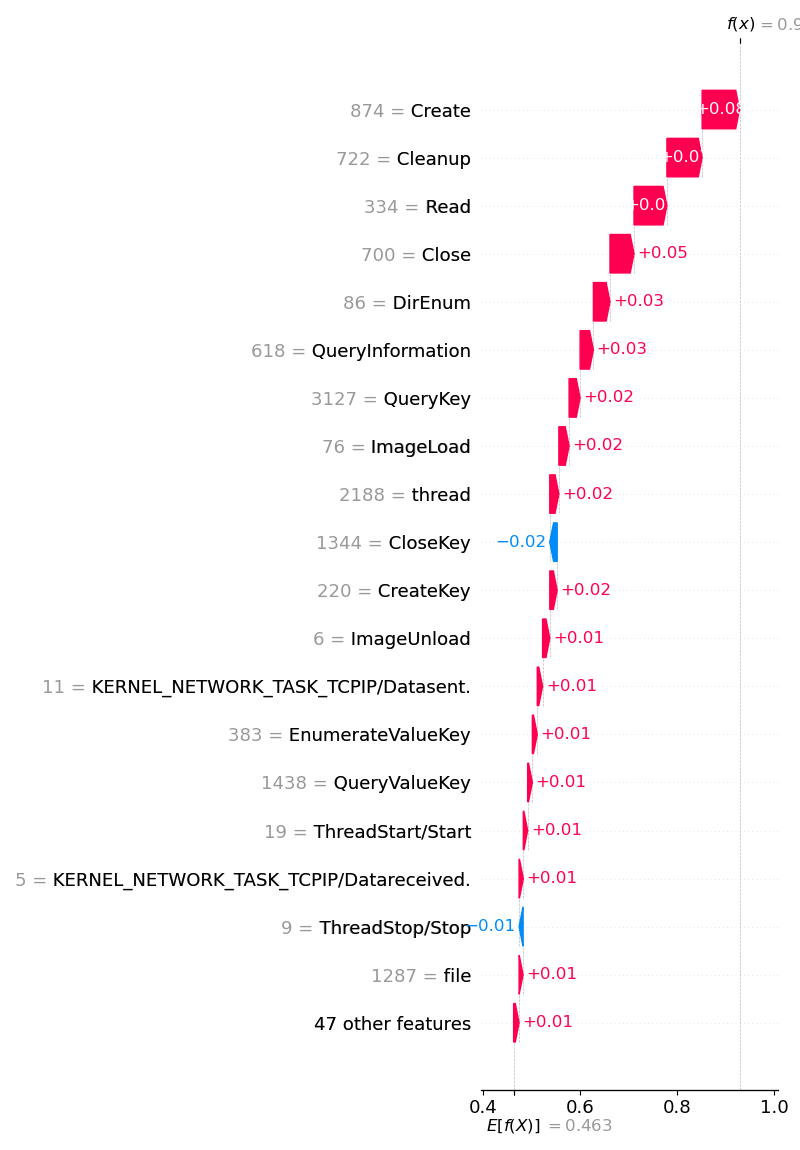 f(x) = 0.9
874 = Create +0.08
722 = Cleanup +0.0
334 = Read +0.0
700 = Close +0.05
86 = DirEnum +0.03
618 = QueryInformation +0.03
3127 = QueryKey +0.02
76 = ImageLoad +0.02
2188 = thread +0.02
1344 = CloseKey −0.02
220 = CreateKey +0.02
6 = ImageUnload +0.01
11 = KERNEL_NETWORK_TASK_TCPIP/Datasent. +0.01
383 = EnumerateValueKey +0.01
1438 = QueryValueKey +0.01
19 = ThreadStart/Start +0.01
5 = KERNEL_NETWORK_TASK_TCPIP/Datareceived. +0.01
9 = ThreadStop/Stop −0.01
1287 = file +0.01
47 other features +0.01
0.4 0.6 0.8 1.0
E[f(X)] = 0.463